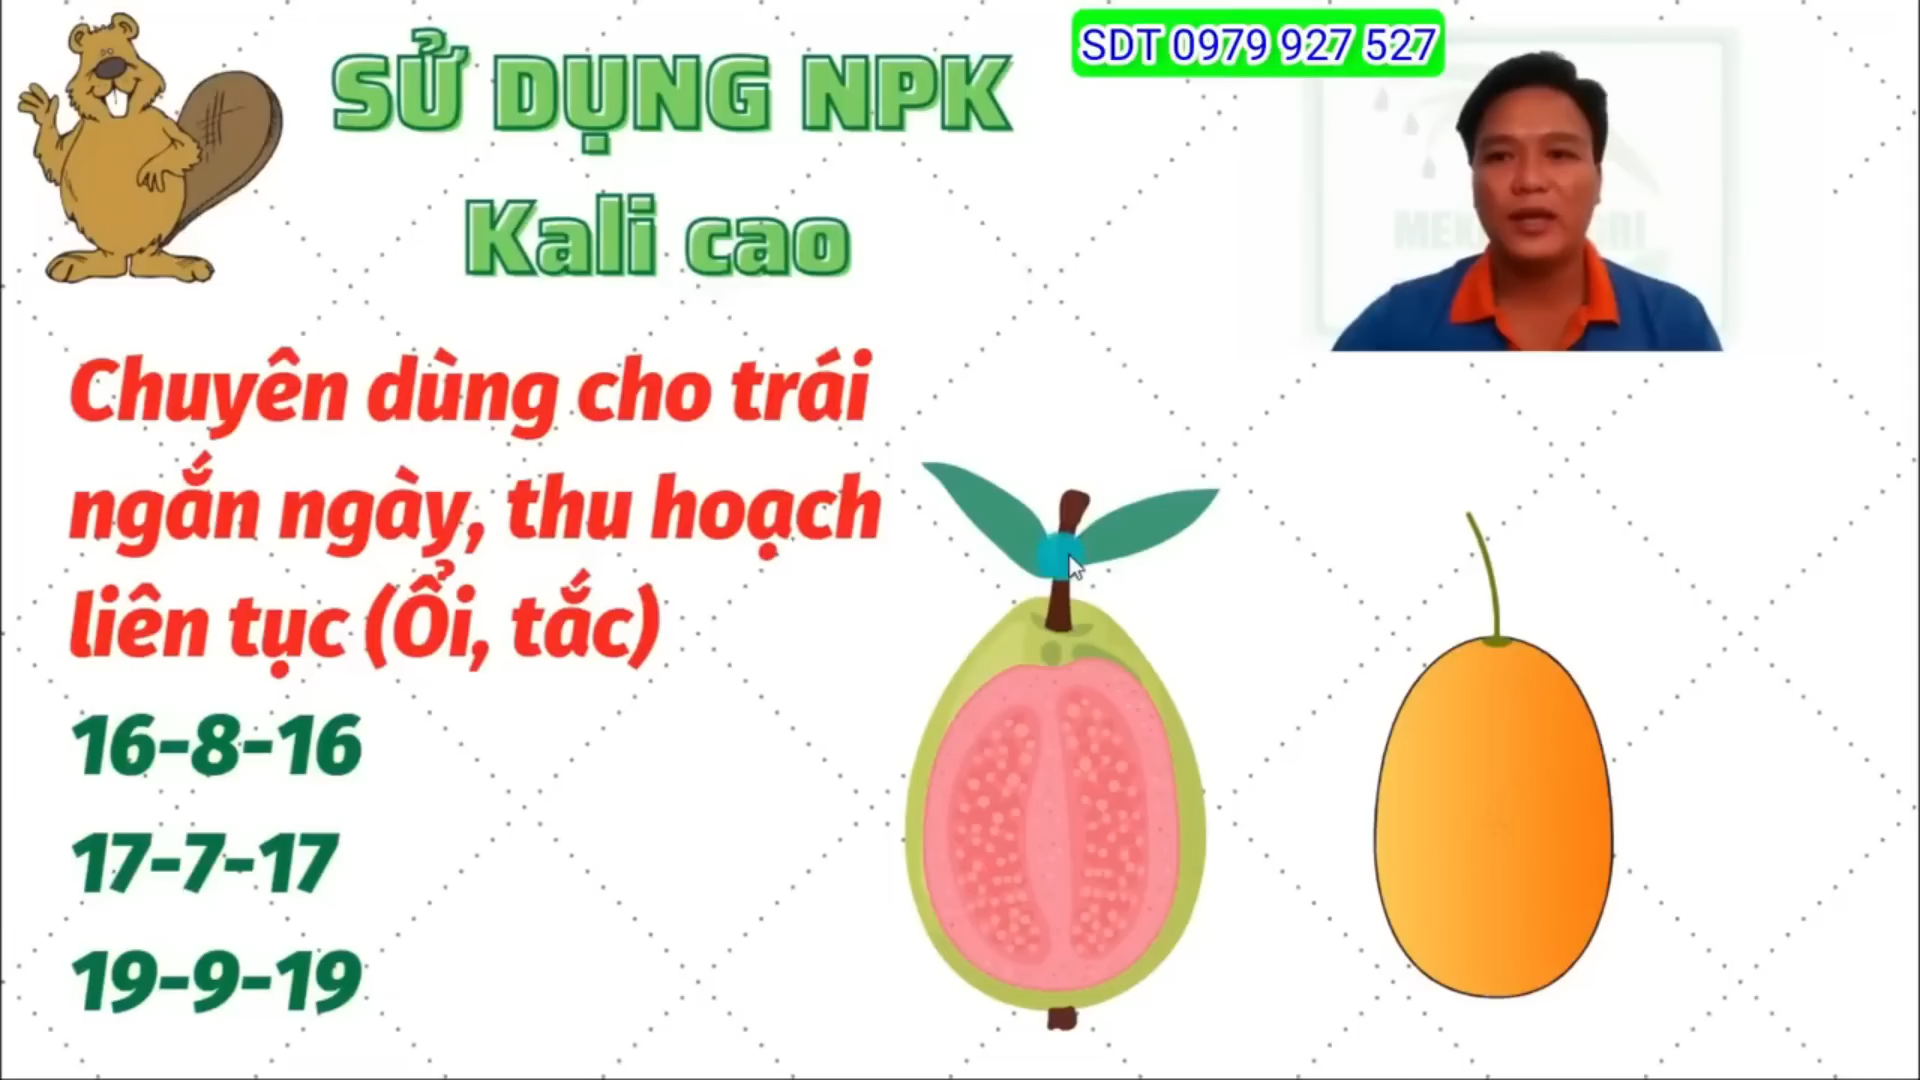 SDT 0979 927 527
SỬ DỤNG NPK
Kali cao
Chuyên dùng cho trái
ngắn ngày, thu hoạch
liên tục (Ổi, tắc)
16-8-16
17-7-17
19-9-19